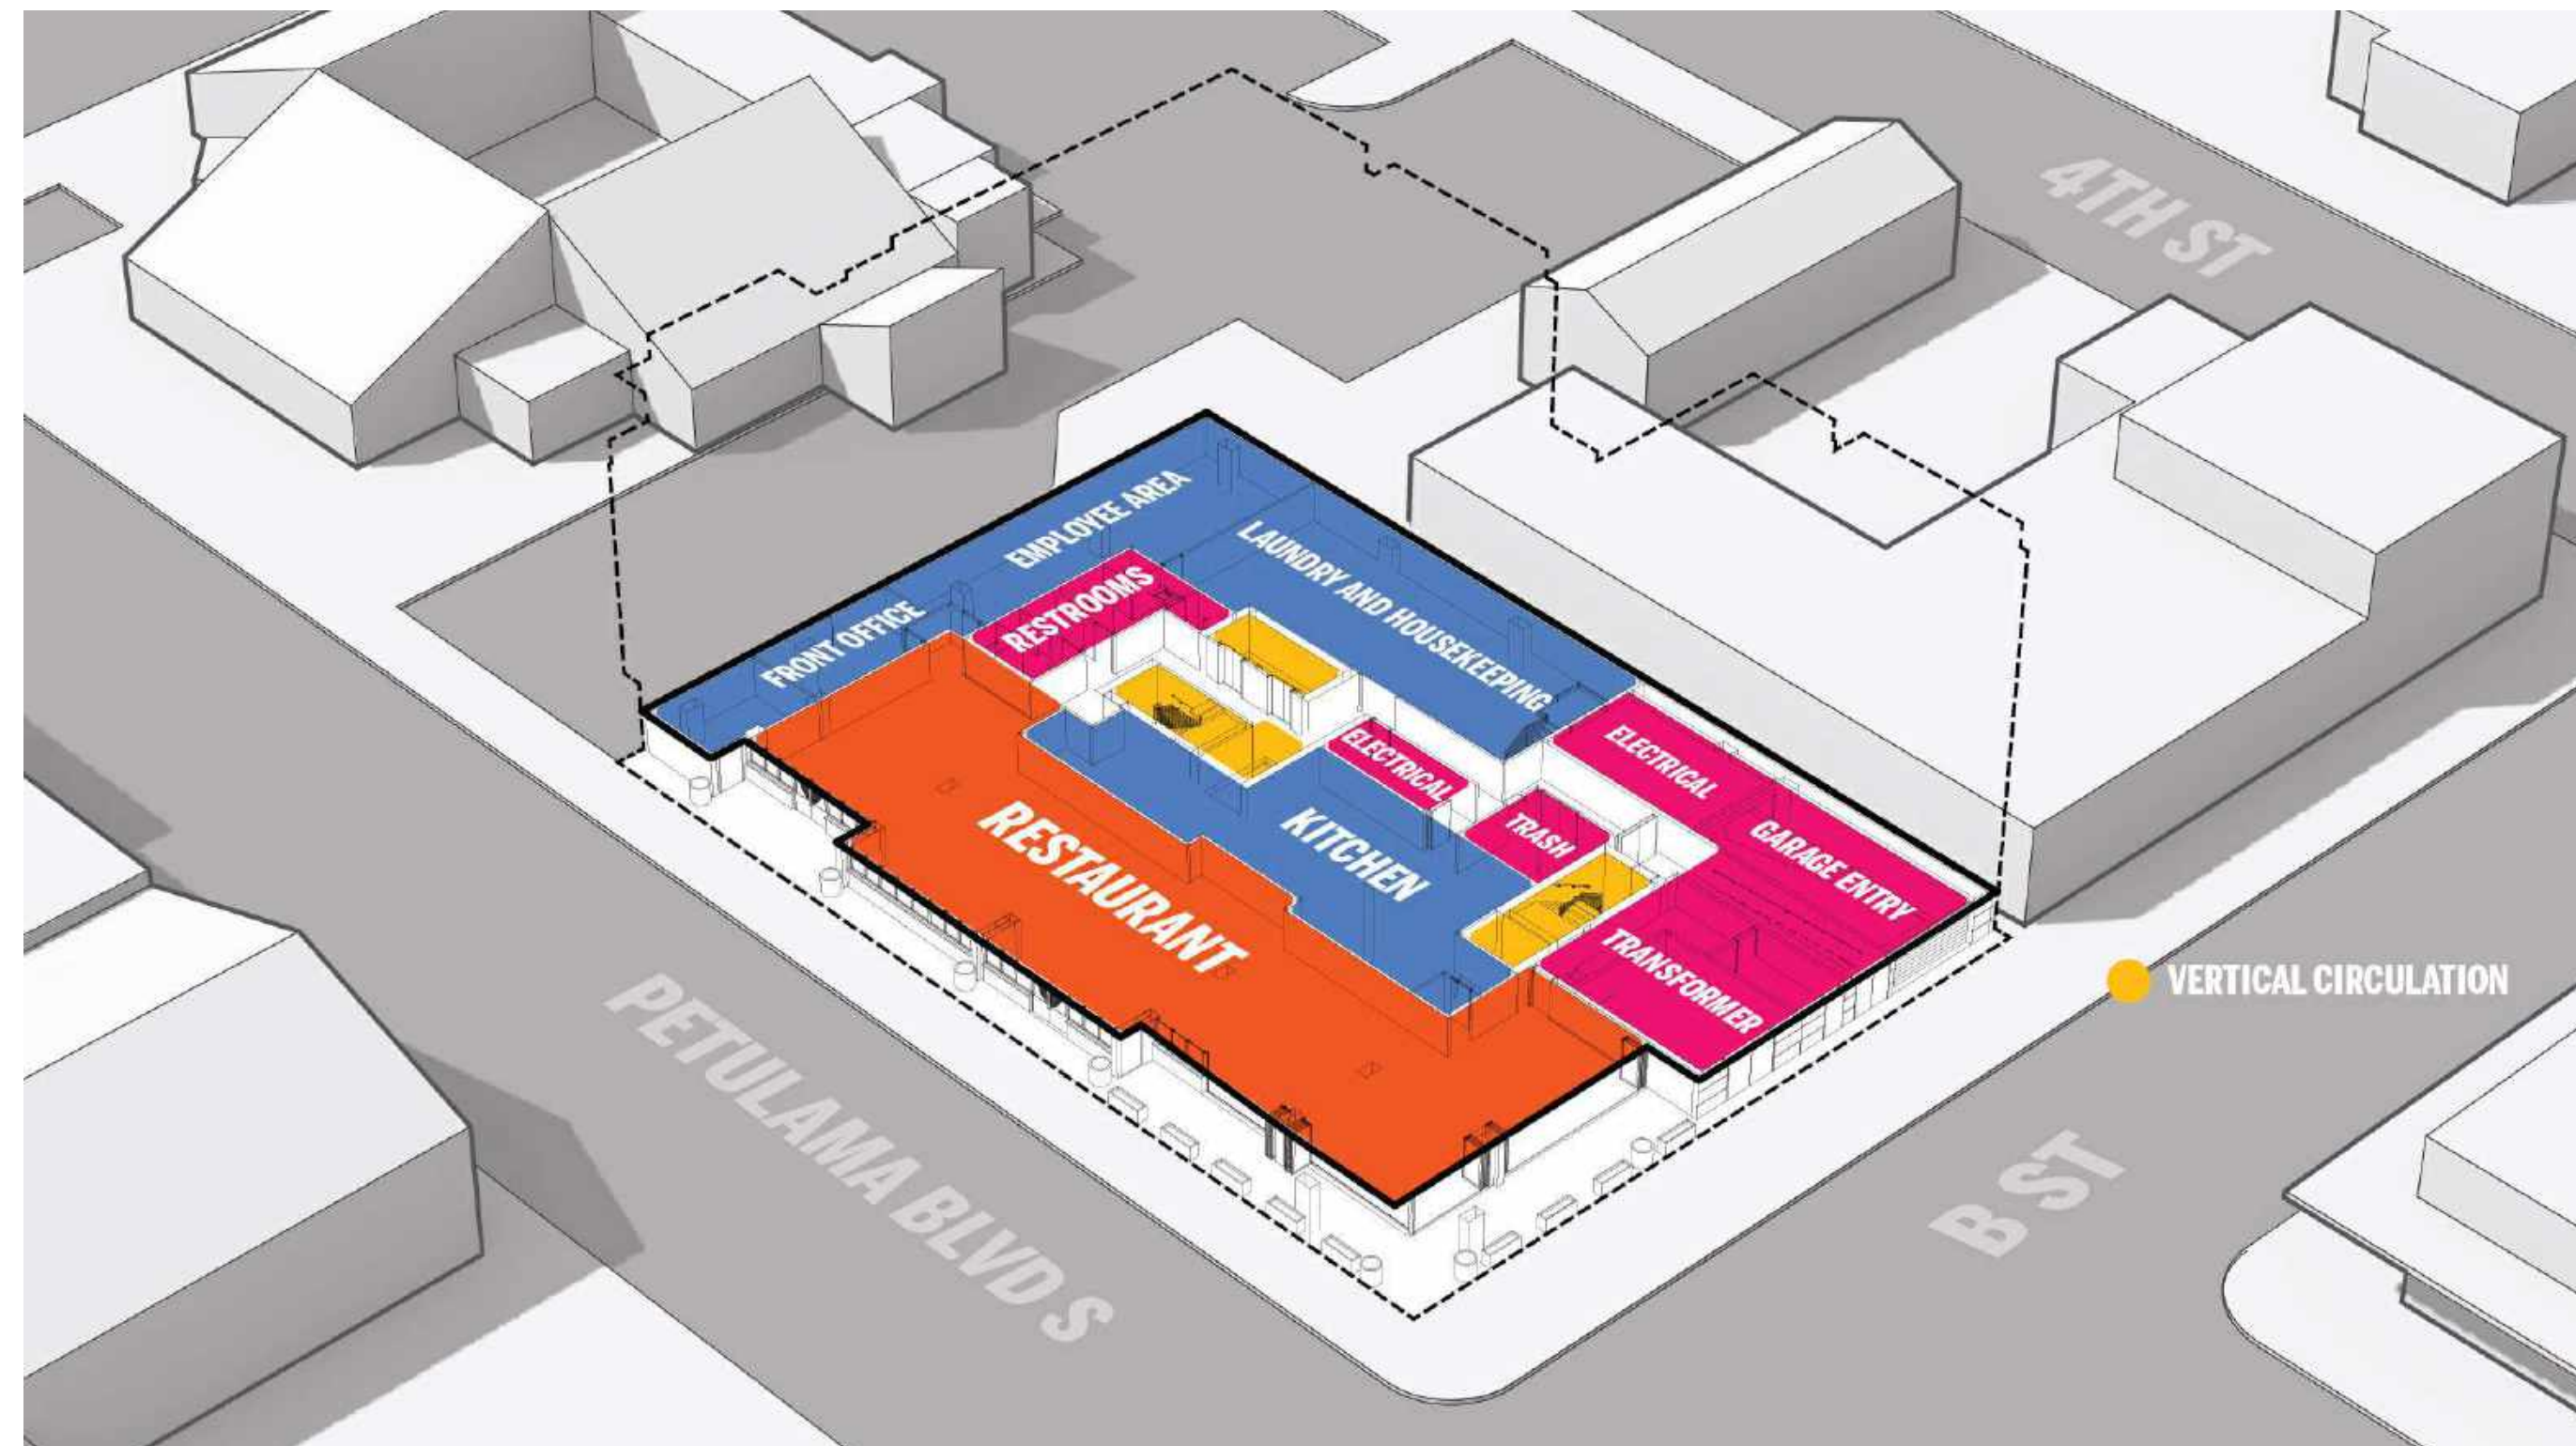 4TH ST
EMPLOYEE AREA
LAUNDRY AND HOUSEKEEPING
RESTROOMS
FRONT OFFICE
ELECTRICAL
ELECTRICAL
GARAGE ENTRY
TRASH
RESTAURANT
KITCHEN
TRANSFORMER
VERTICAL CIRCULATION
PETULAMA BLVD S
B ST